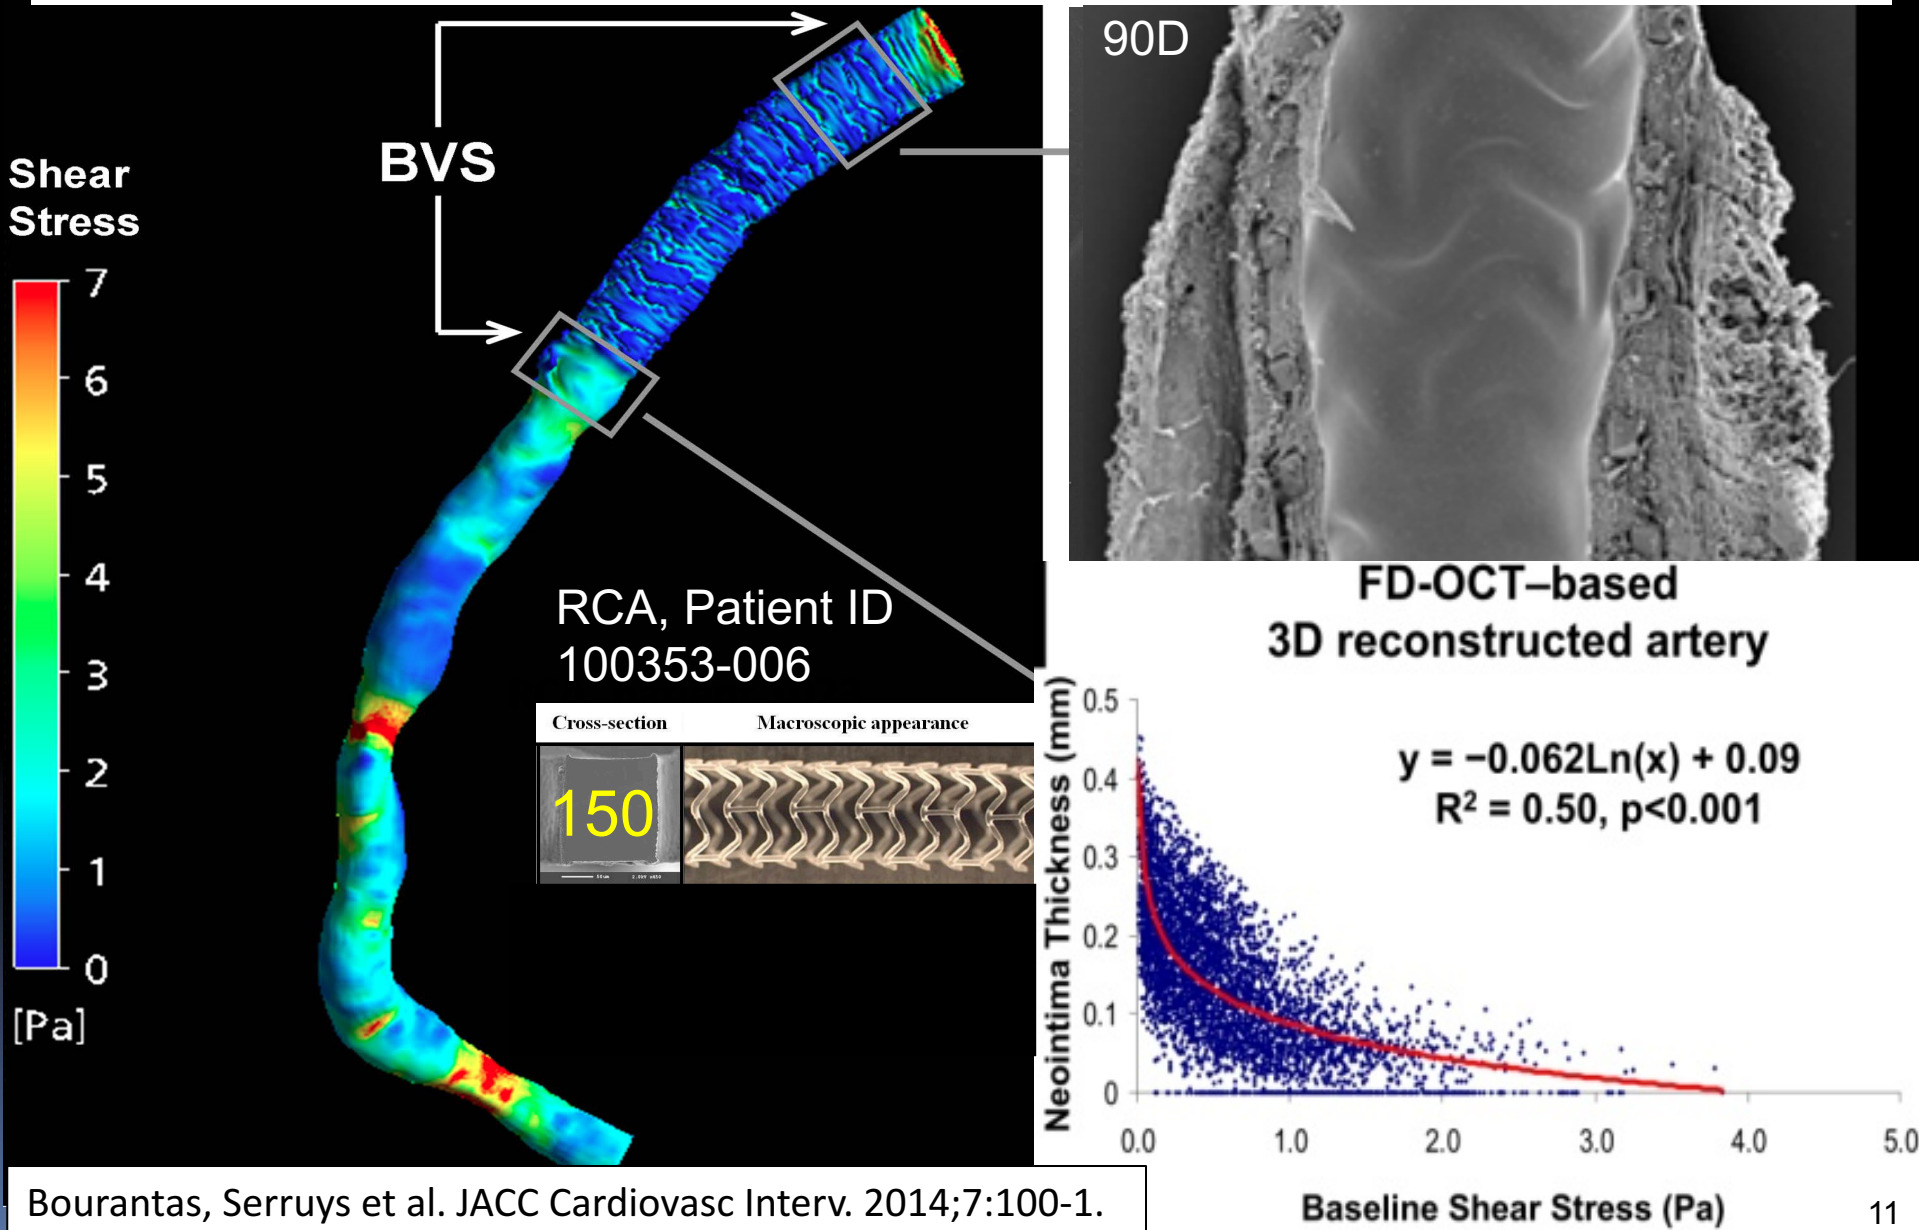 90D
BVS
Shear
Stress
7
6
5
4
3
2
1
0
[Pa]
RCA, Patient ID
100353-006
Cross-section
Macroscopic appearance
150
FD-OCT–based
3D reconstructed artery
y = −0.062Ln(x) + 0.09
R² = 0.50, p<0.001
Neointima Thickness (mm)
0.5
0.4
0.3
0.2
0.1
0
0.0 1.0 2.0 3.0 4.0 5.0
Baseline Shear Stress (Pa)
Bourantas, Serruys et al. JACC Cardiovasc Interv. 2014;7:100-1.
11